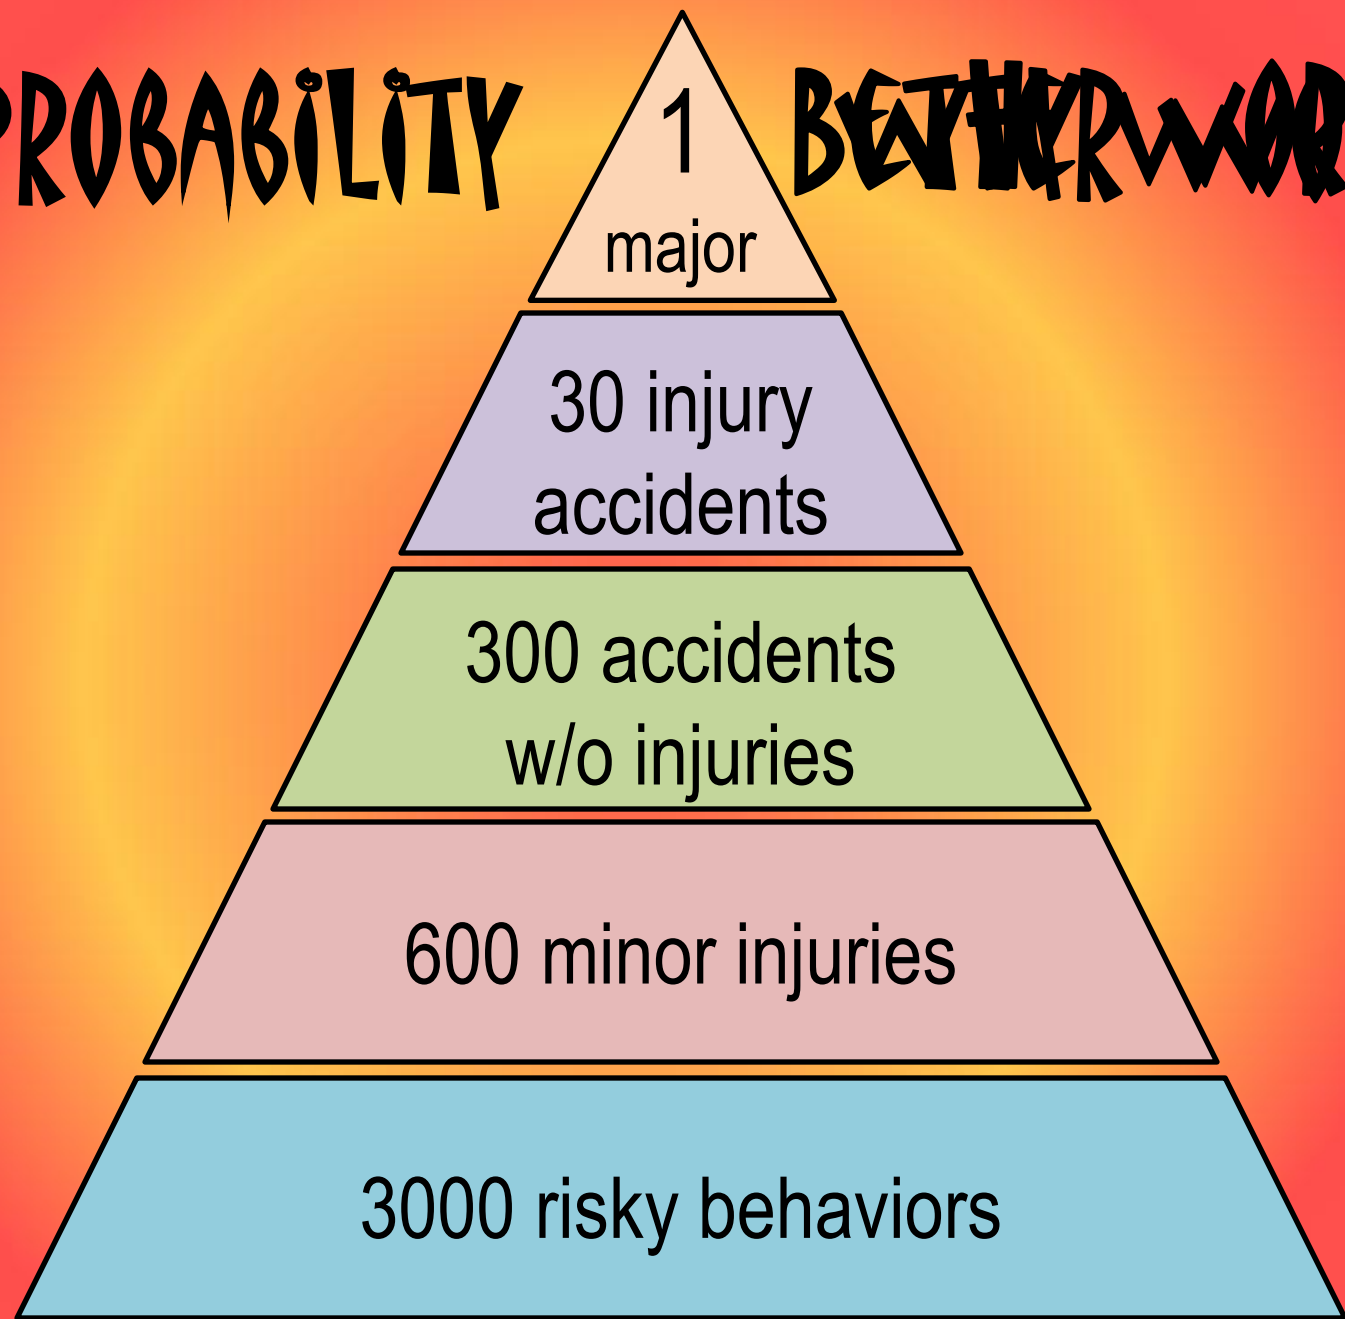 PROBABILITY
1
major
30 injury
accidents
300 accidents
w/o injuries
600 minor injuries
3000 risky behaviors